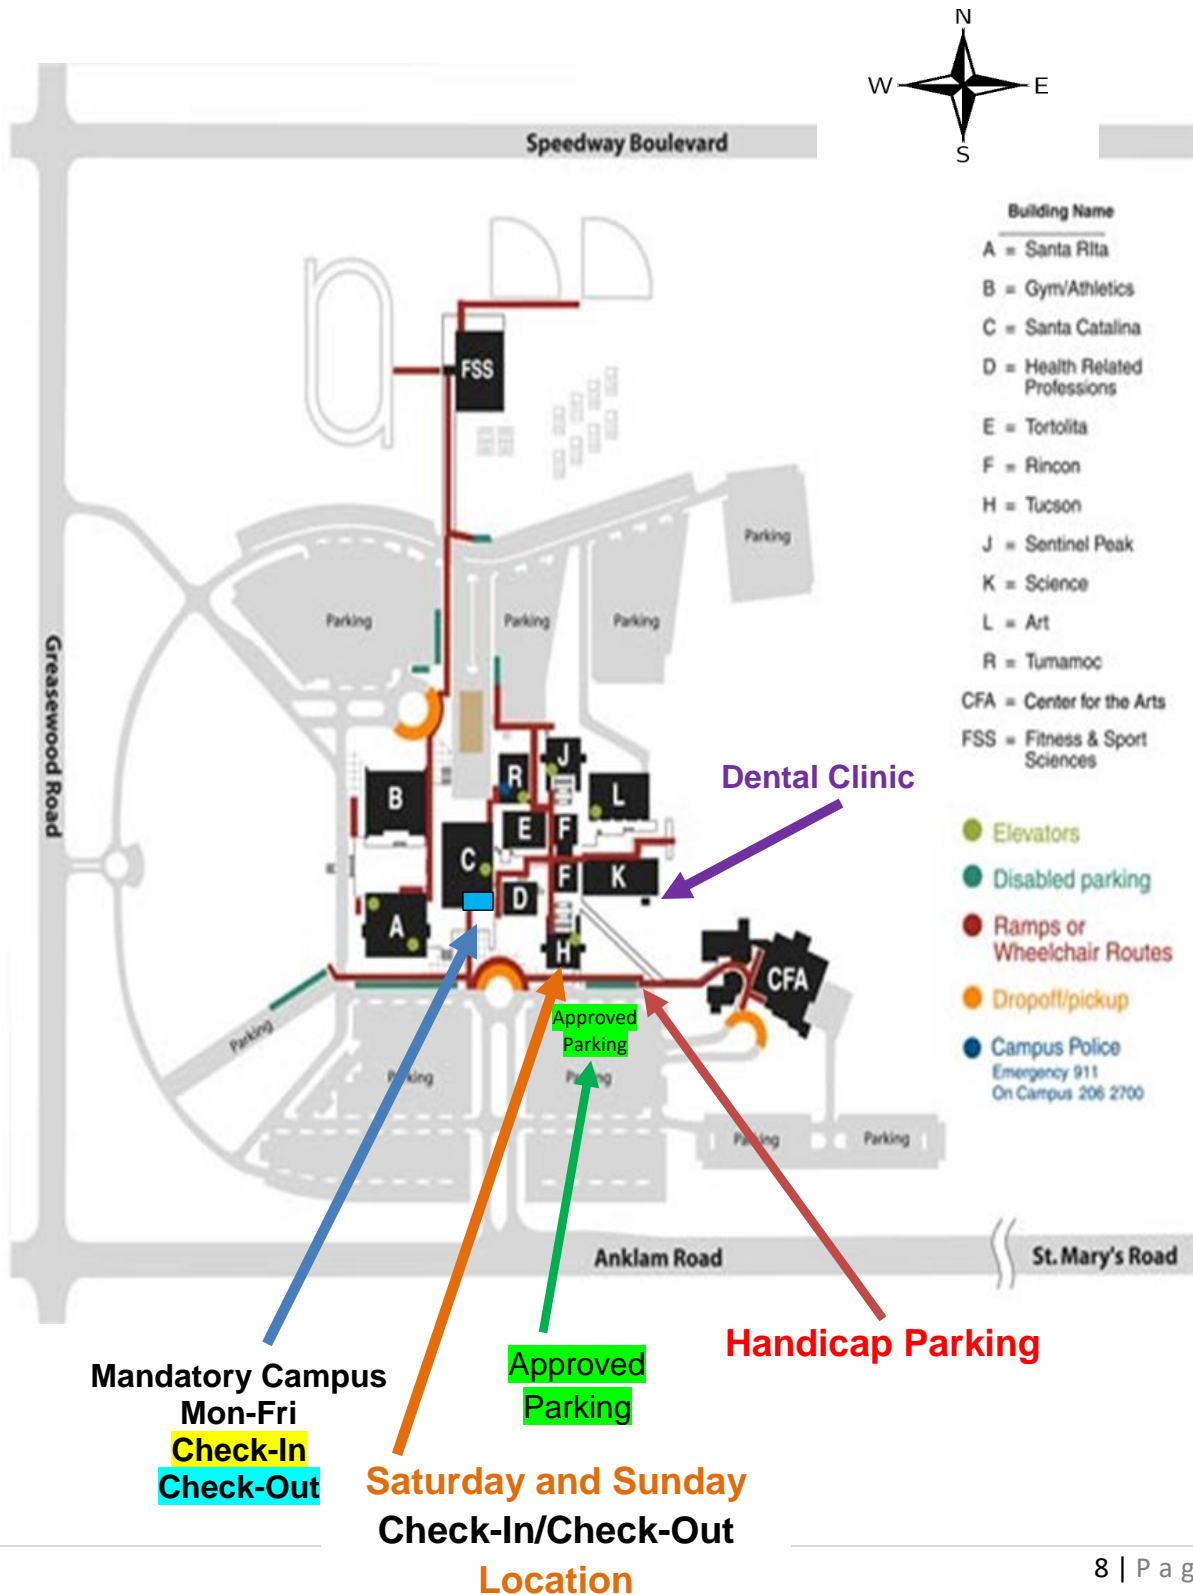 N
W
E
S
Speedway Boulevard
Building Name
A = Santa RIta
B = Gym/Athletics
C = Santa Catalina
D = Health Related
Professions
E = Tortolita
F = Rincon
H = Tucson
J = Sentinel Peak
K = Science
L = Art
R = Tumamoc
CFA = Center for the Arts
FSS = Fitness & Sport
Sciences
Elevators
Disabled parking
Ramps or
Wheelchair Routes
Dropoff/pickup
Campus Police
Emergency 911
On Campus 206 2700
FSS
Parking
Parking
Parking
Parking
Greasewood Road
Dental Clinic
J
R
B
L
E
F
C
F
K
D
A
H
CFA
Approved
Parking
Parking
Parking
Parking
Parking
Parking
Anklam Road
St. Mary's Road
Handicap Parking
Approved
Parking
Mandatory Campus
Mon-Fri
Check-In
Check-Out
Saturday and Sunday
Check-In/Check-Out
Location
8 | P a g